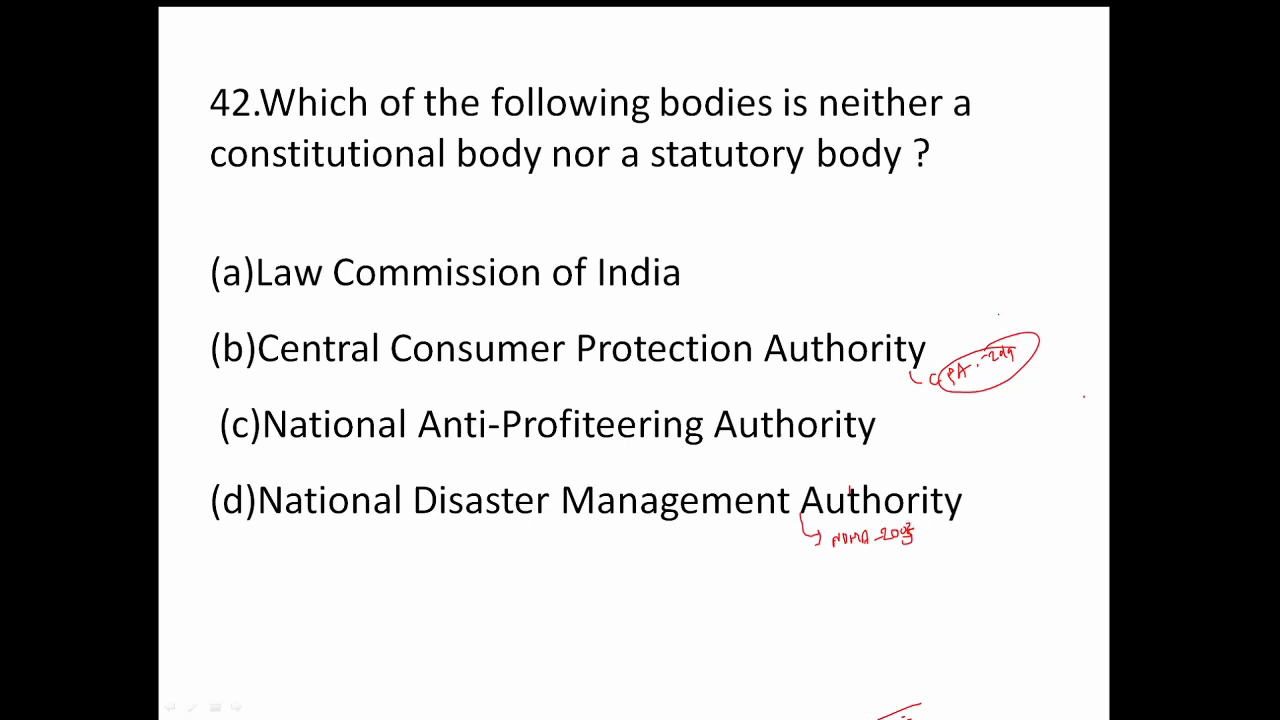 42.Which of the following bodies is neither a
constitutional body nor a statutory body ?
(a)Law Commission of India
(b)Central Consumer Protection Authority
(c)National Anti-Profiteering Authority
(d)National Disaster Management Authority